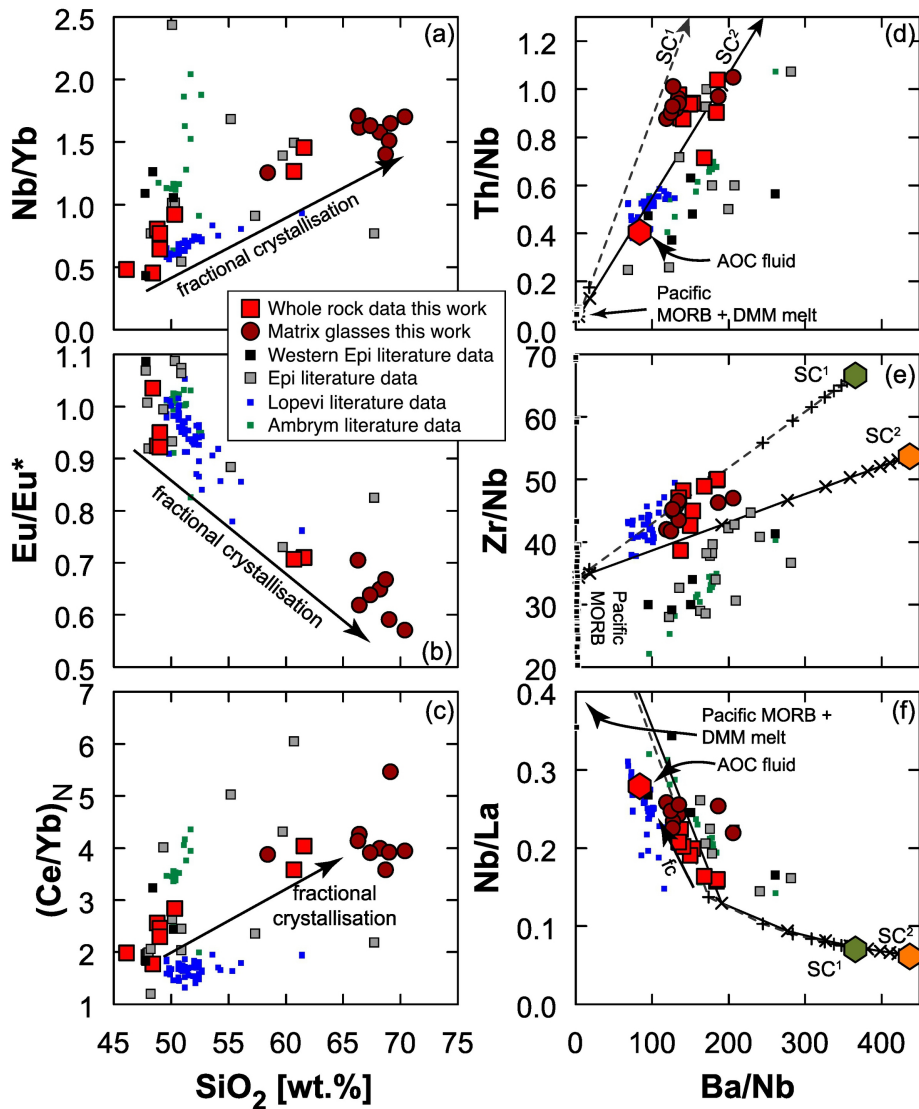 2.5
2.0
1.5
1.0
0.5
0.0
Nb/Yb
(a)
fractional crystallisation
Whole rock data this work
Matrix glasses this work
Western Epi literature data
Epi literature data
Lopevi literature data
Ambrym literature data
1.1
1.0
0.9
0.8
0.7
0.6
0.5
Eu/Eu*
fractional crystallisation
(b)
7
6
5
4
3
2
1
(Ce/Yb)N
(c)
fractional
crystallisation
45 50 55 60 65 70 75
SiO2 [wt.%]
1.2
1.0
0.8
0.6
0.4
0.2
0.0
Th/Nb
SC1
SC2
(d)
AOC fluid
Pacific
MORB + DMM melt
70
60
50
40
30
20
Zr/Nb
SC1
(e)
SC2
Pacific
MORB
0.4
0.3
0.2
0.1
0.0
Nb/La
(f)
Pacific MORB +
DMM melt
AOC fluid
fc
SC1
SC2
0 100 200 300 400
Ba/Nb